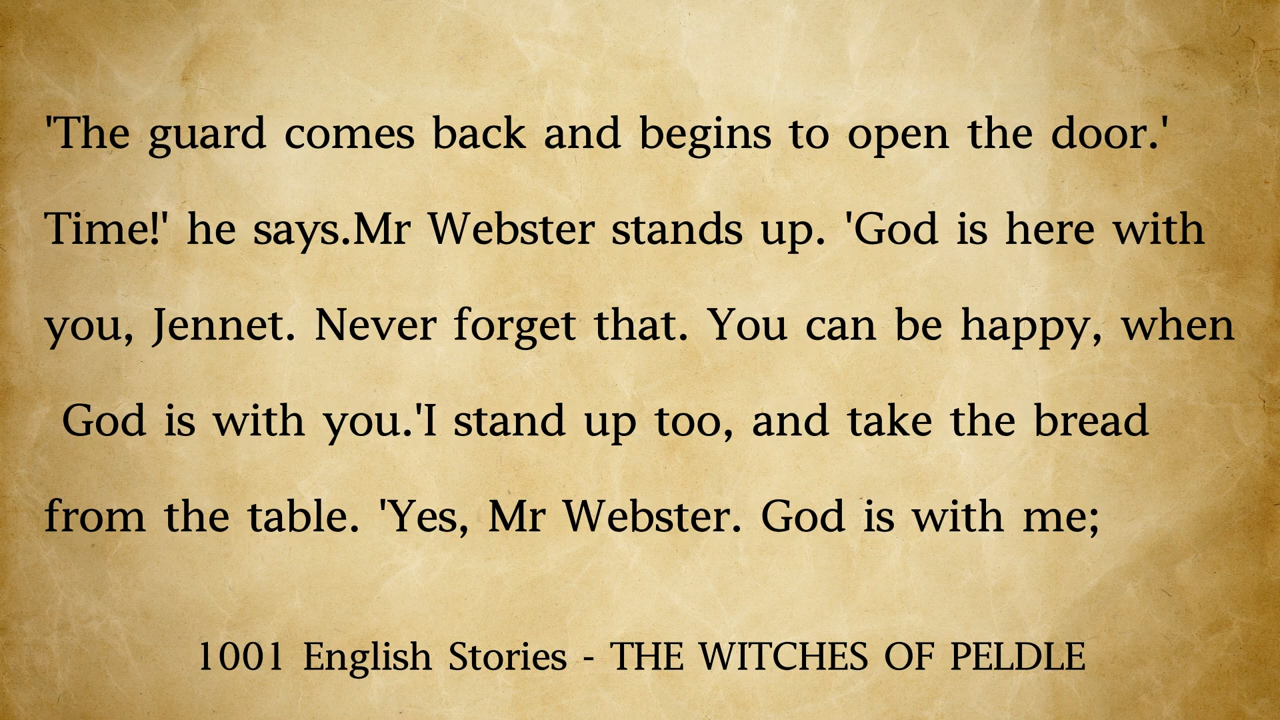 'The guard comes back and begins to open the door.'
Time!' he says.Mr Webster stands up. 'God is here with
you, Jennet. Never forget that. You can be happy, when
God is with you.'I stand up too, and take the bread
from the table. 'Yes, Mr Webster. God is with me;
1001 English Stories - THE WITCHES OF PELDLE